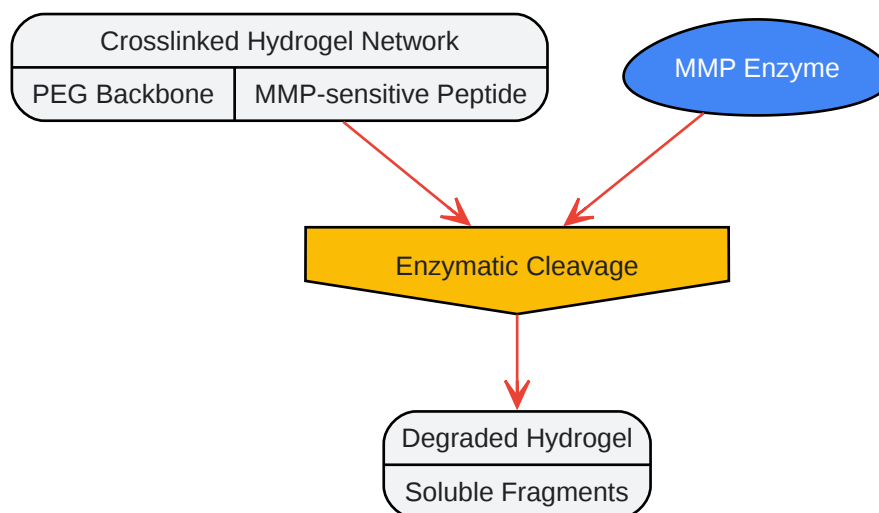 Crosslinked Hydrogel Network
PEG Backbone
MMP-sensitive Peptide
MMP Enzyme
Enzymatic Cleavage
Degraded Hydrogel
Soluble Fragments